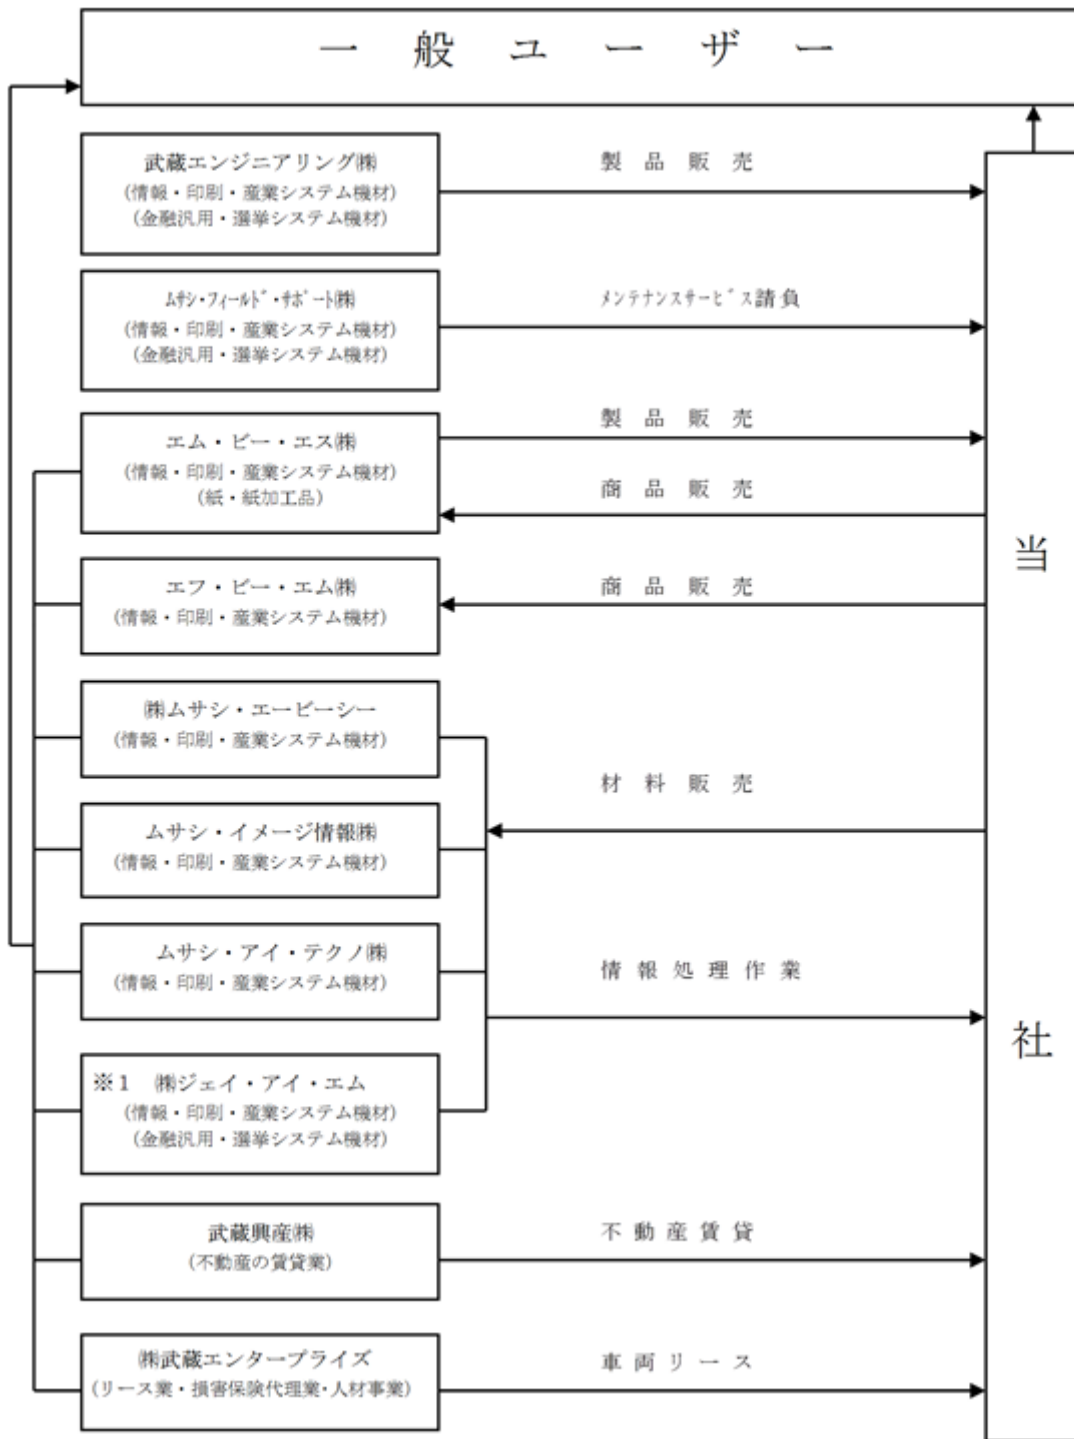 一般ユーザー
武蔵エンジニアリング㈱
(情報・印刷・産業システム機材)
(金融汎用・選挙システム機材)
製品販売
ﾑｻｼ・ﾌｨｰﾙﾄﾞ・ｻﾎﾟｰﾄ㈱
(情報・印刷・産業システム機材)
(金融汎用・選挙システム機材)
ﾒﾝﾃﾅﾝｽｻｰﾋﾞｽ請負
エム・ビー・エス㈱
(情報・印刷・産業システム機材)
(紙・紙加工品)
製品販売
商品販売
エフ・ビー・エム㈱
(情報・印刷・産業システム機材)
商品販売
㈱ムサシ・エービーシー
(情報・印刷・産業システム機材)
ムサシ・イメージ情報㈱
(情報・印刷・産業システム機材)
材料販売
ムサシ・アイ・テクノ㈱
(情報・印刷・産業システム機材)
情報処理作業
※1　㈱ジェイ・アイ・エム
(情報・印刷・産業システム機材)
(金融汎用・選挙システム機材)
武蔵興産㈱
(不動産の賃貸業)
不動産賃貸
㈱武蔵エンタープライズ
(リース業・損害保険代理業・人材事業)
車両リース
当社